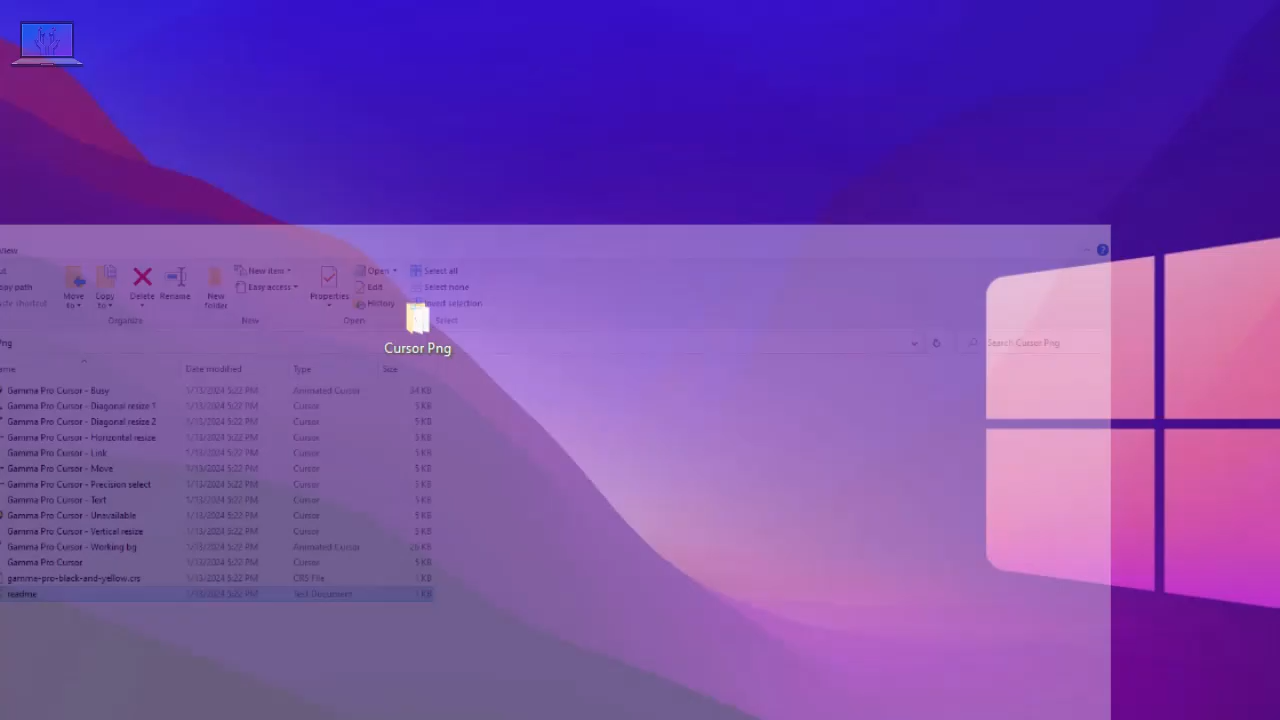 View
ut
opy path
ste shortcut
Move to
Copy to
Delete
Rename
New folder
New item
Easy access
Properties
Open
Edit
History
Select all
Select none
Invert selection
Organize
New
Open
Select
Png
Search Cursor Png
Cursor Png
ame
Date modified
Type
Size
Gamma Pro Cursor - Busy 1/13/2024 5:22 PM Animated Cursor 34 KB
Gamma Pro Cursor - Diagonal resize 1 1/13/2024 5:22 PM Cursor 5 KB
Gamma Pro Cursor - Diagonal resize 2 1/13/2024 5:22 PM Cursor 5 KB
Gamma Pro Cursor - Horizontal resize 1/13/2024 5:22 PM Cursor 5 KB
Gamma Pro Cursor - Link 1/13/2024 5:22 PM Cursor 5 KB
Gamma Pro Cursor - Move 1/13/2024 5:22 PM Cursor 5 KB
Gamma Pro Cursor - Precision select 1/13/2024 5:22 PM Cursor 5 KB
Gamma Pro Cursor - Text 1/13/2024 5:22 PM Cursor 5 KB
Gamma Pro Cursor - Unavailable 1/13/2024 5:22 PM Cursor 5 KB
Gamma Pro Cursor - Vertical resize 1/13/2024 5:22 PM Cursor 5 KB
Gamma Pro Cursor - Working bg 1/13/2024 5:22 PM Animated Cursor 26 KB
Gamma Pro Cursor 1/13/2024 5:22 PM Cursor 5 KB
gamme-pro-black-and-yellow.crs 1/13/2024 5:22 PM CRS File 1 KB
readme 1/13/2024 5:22 PM Text Document 1 KB